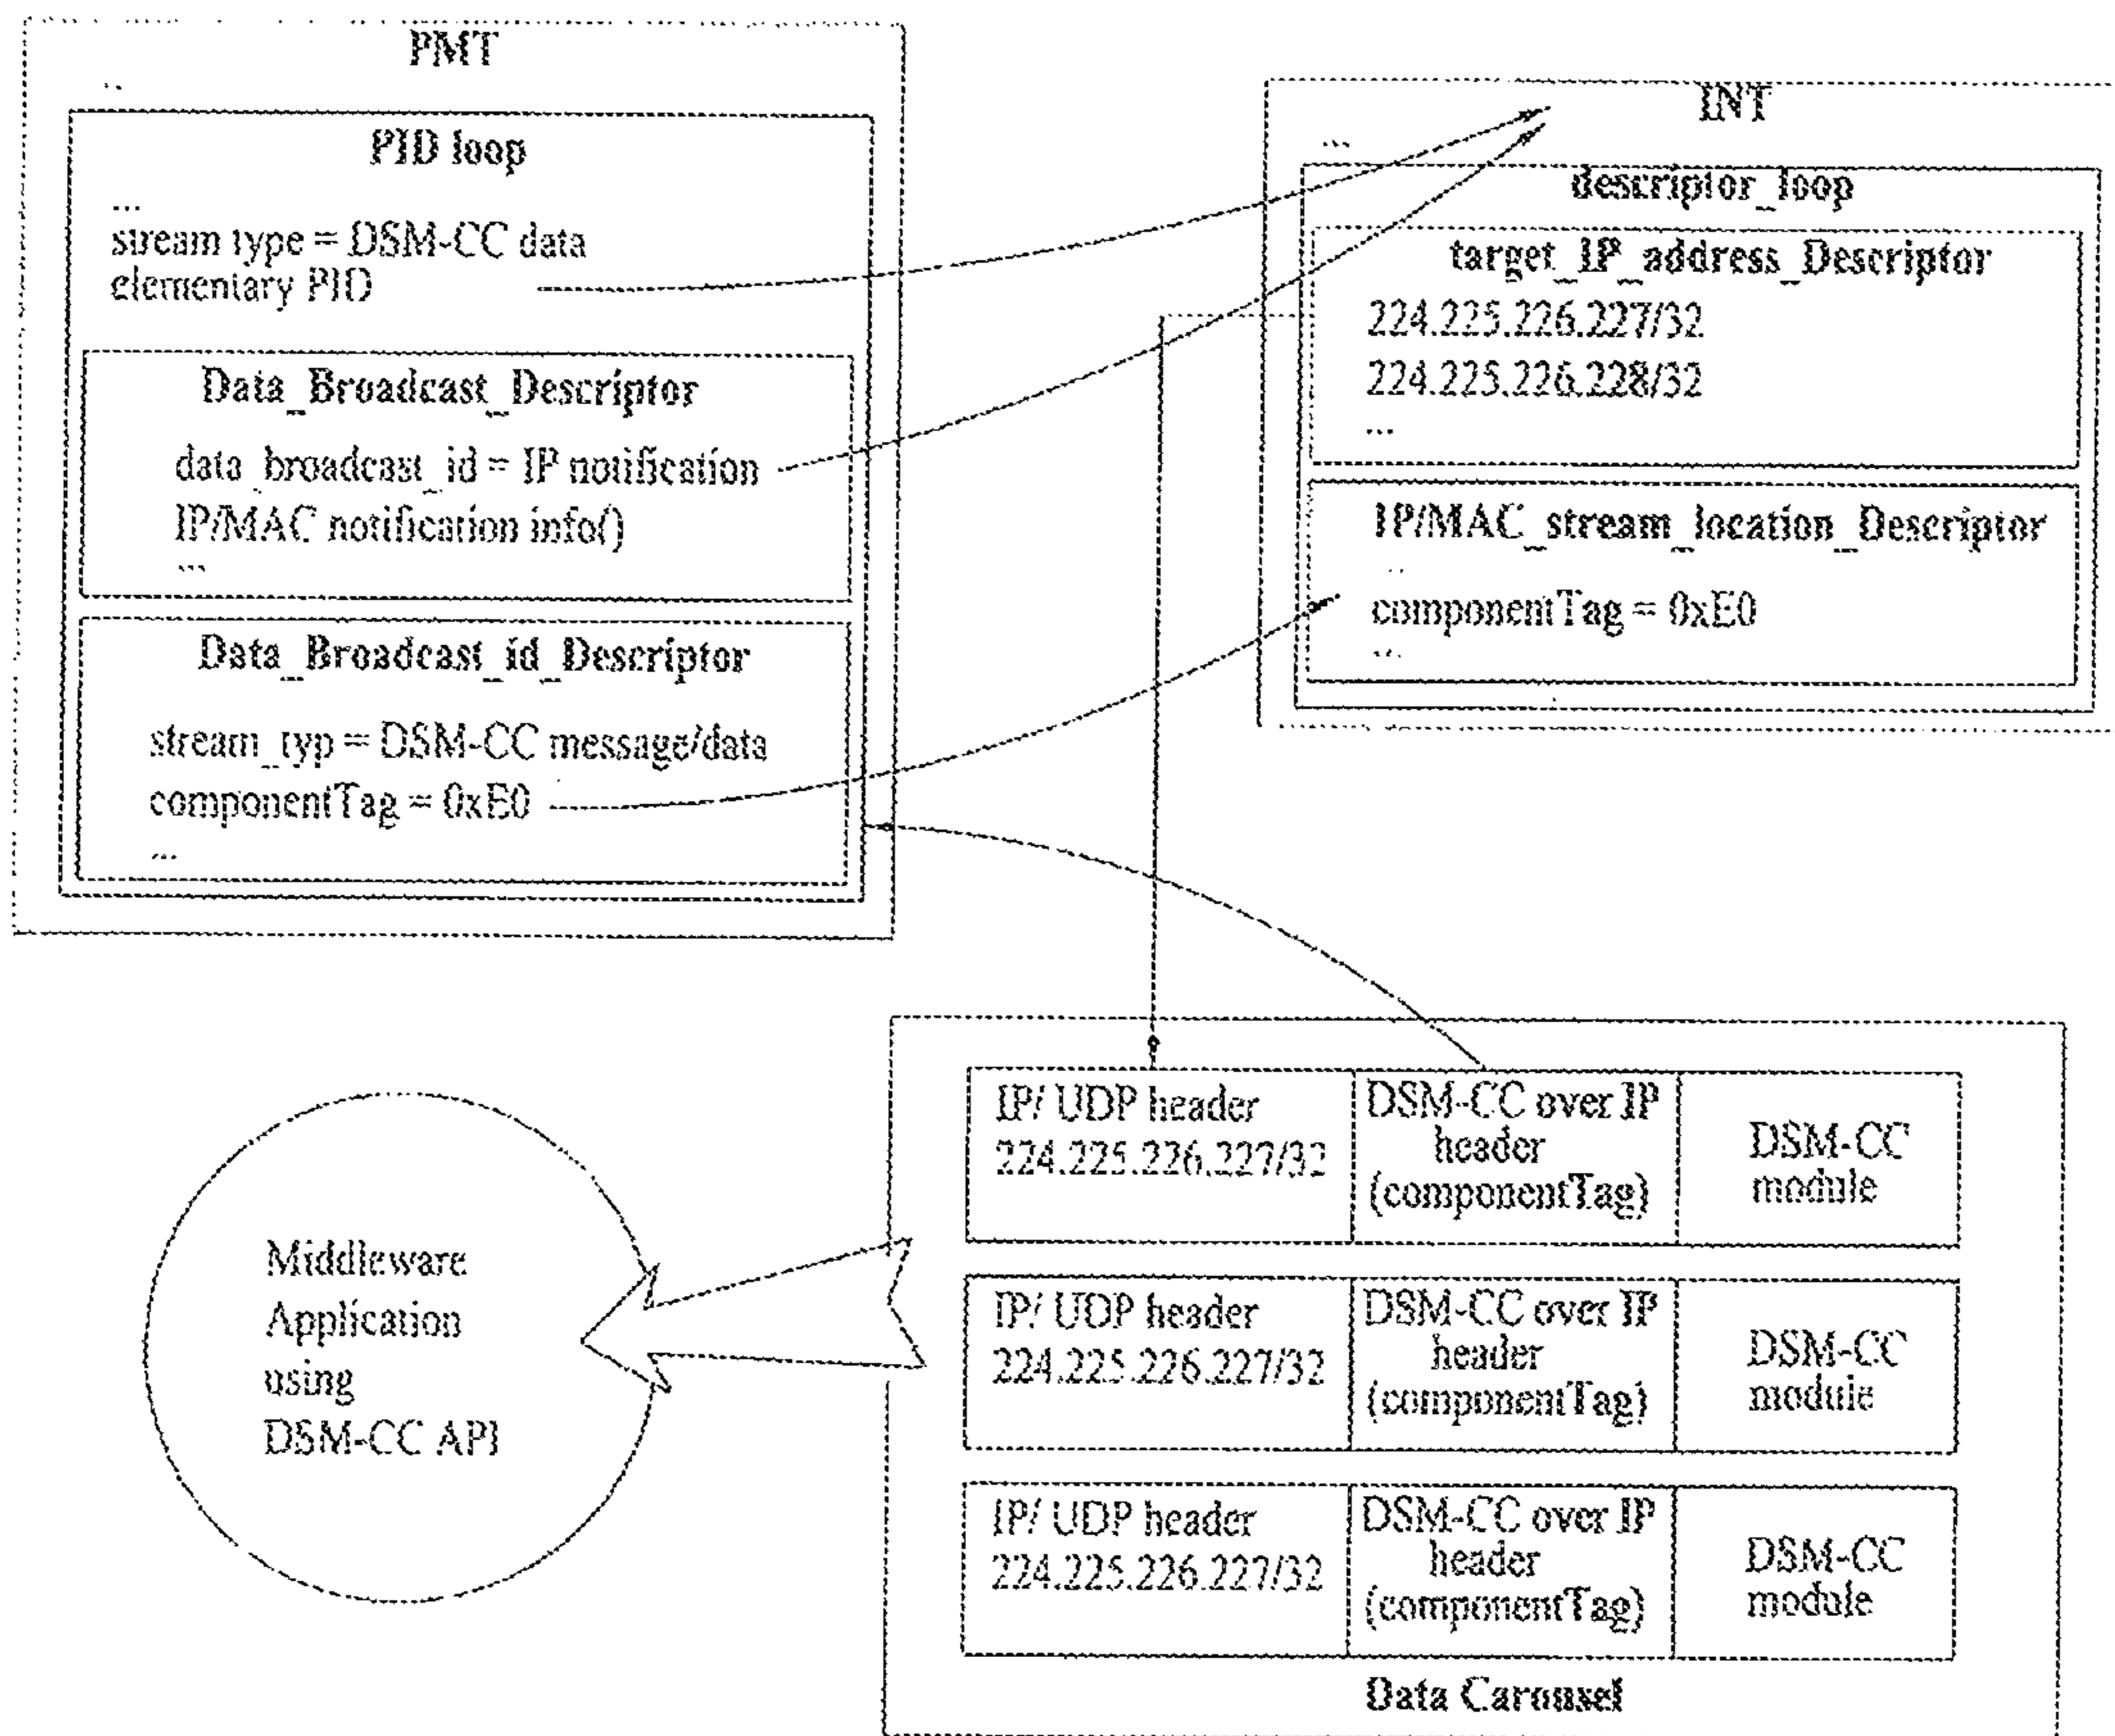 PMT
..
PID loop
...
stream type = DSM-CC data
elementary PID
Data_Broadcast_Descriptor
data_broadcast_id = IP notification
IP/MAC notification info()
...
Data_Broadcast_id_Descriptor
stream_typ = DSM-CC message/data
componentTag = 0xE0
...
INT
...
descriptor_loop
target_IP_address_Descriptor
224.225.226.227/32
224.225.226.228/32
...
IP/MAC_stream_location_Descriptor
..
componentTag = 0xE0
...
Middleware
Application
using
DSM-CC API
IP/ UDP header
224.225.226.227/32
DSM-CC over IP
header
(componentTag)
DSM-CC
module
IP/ UDP header
224.225.226.227/32
DSM-CC over IP
header
(componentTag)
DSM-CC
module
IP/ UDP header
224.225.226.227/32
DSM-CC over IP
header
(componentTag)
DSM-CC
module
Data Carousel